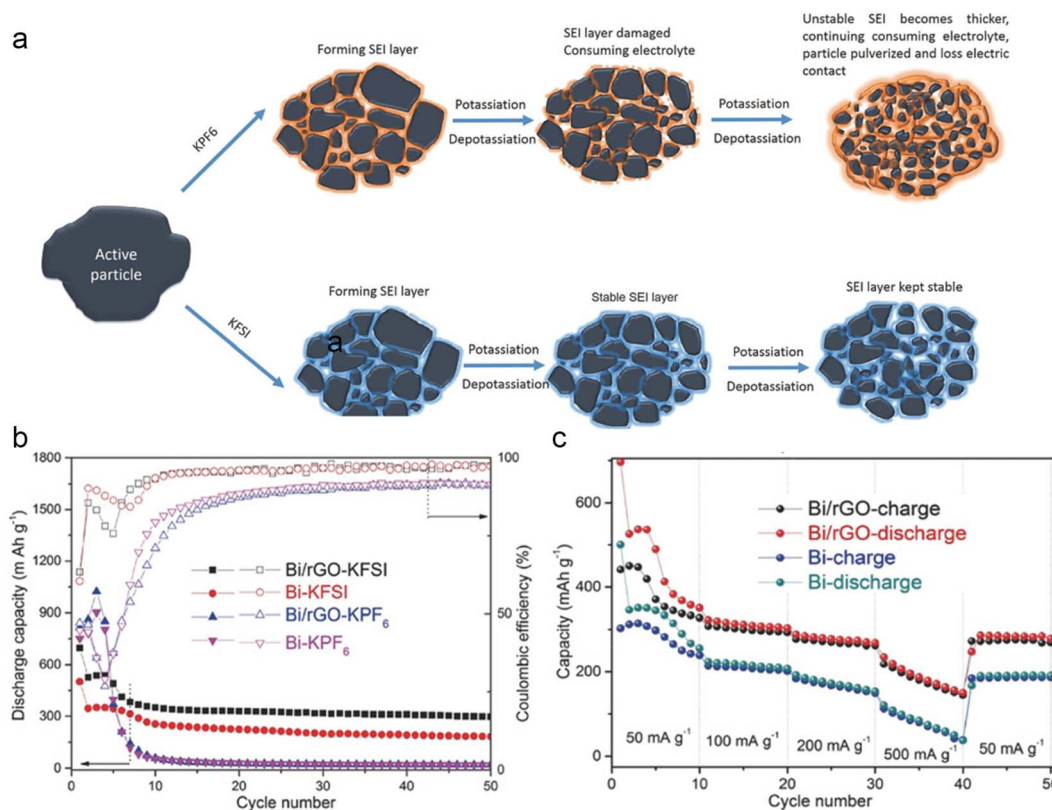 a
Forming SEI layer
SEI layer damaged
Consuming electrolyte
Unstable SEI becomes thicker,
continuing consuming electrolyte,
particle pulverized and loss electric
contact
KPF6
Potassiation
Depotassiation
Potassiation
Depotassiation
Active
particle
KFSI
Forming SEI layer
Stable SEI layer
SEI layer kept stable
a
Potassiation
Depotassiation
Potassiation
Depotassiation
b
Discharge capacity (m Ah g⁻¹)
1800
1500
1200
900
600
300
0
Bi/rGO-KFSI
Bi-KFSI
Bi/rGO-KPF₆
Bi-KPF₆
100
50
0
Coulombic efficiency (%)
0 10 20 30 40 50
Cycle number
c
Capacity (mAh g⁻¹)
600
400
200
0
Bi/rGO-charge
Bi/rGO-discharge
Bi-charge
Bi-discharge
50 mA g⁻¹
100 mA g⁻¹
200 mA g⁻¹
500 mA g⁻¹
50 mA g⁻¹
0 10 20 30 40 50
Cycle number